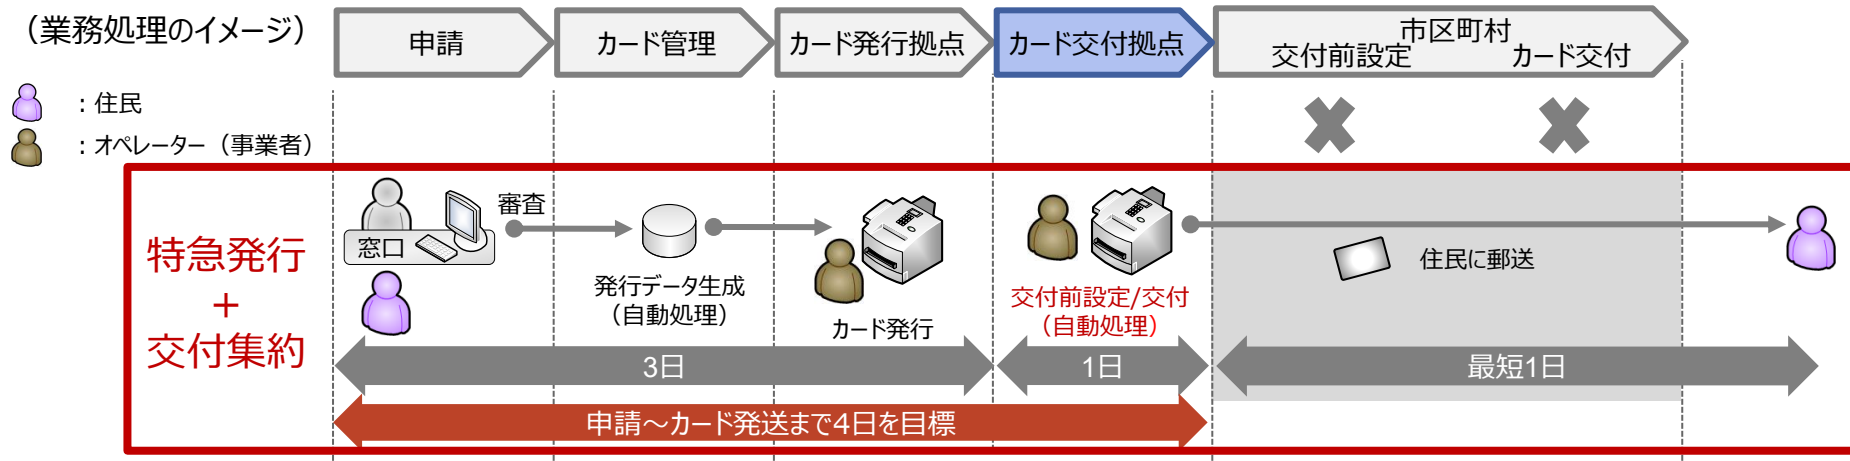 （業務処理のイメージ）
申請
カード管理
カード発行拠点
カード交付拠点
市区町村
交付前設定
カード交付
：住民
：オペレーター（事業者）
特急発行
+
交付集約
窓口
審査
発行データ生成
（自動処理）
カード発行
交付前設定/交付
（自動処理）
住民に郵送
3日
1日
最短1日
申請～カード発送まで4日を目標